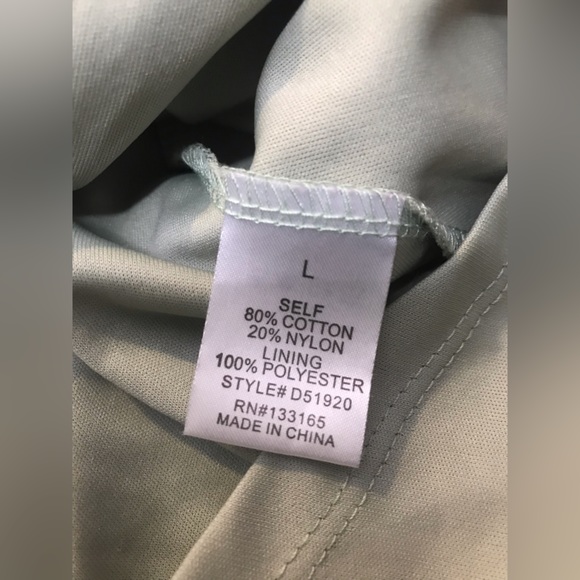 L
SELF
80% COTTON
20% NYLON
LINING
100% POLYESTER
STYLE# D51920
RN#133165
MADE IN CHINA